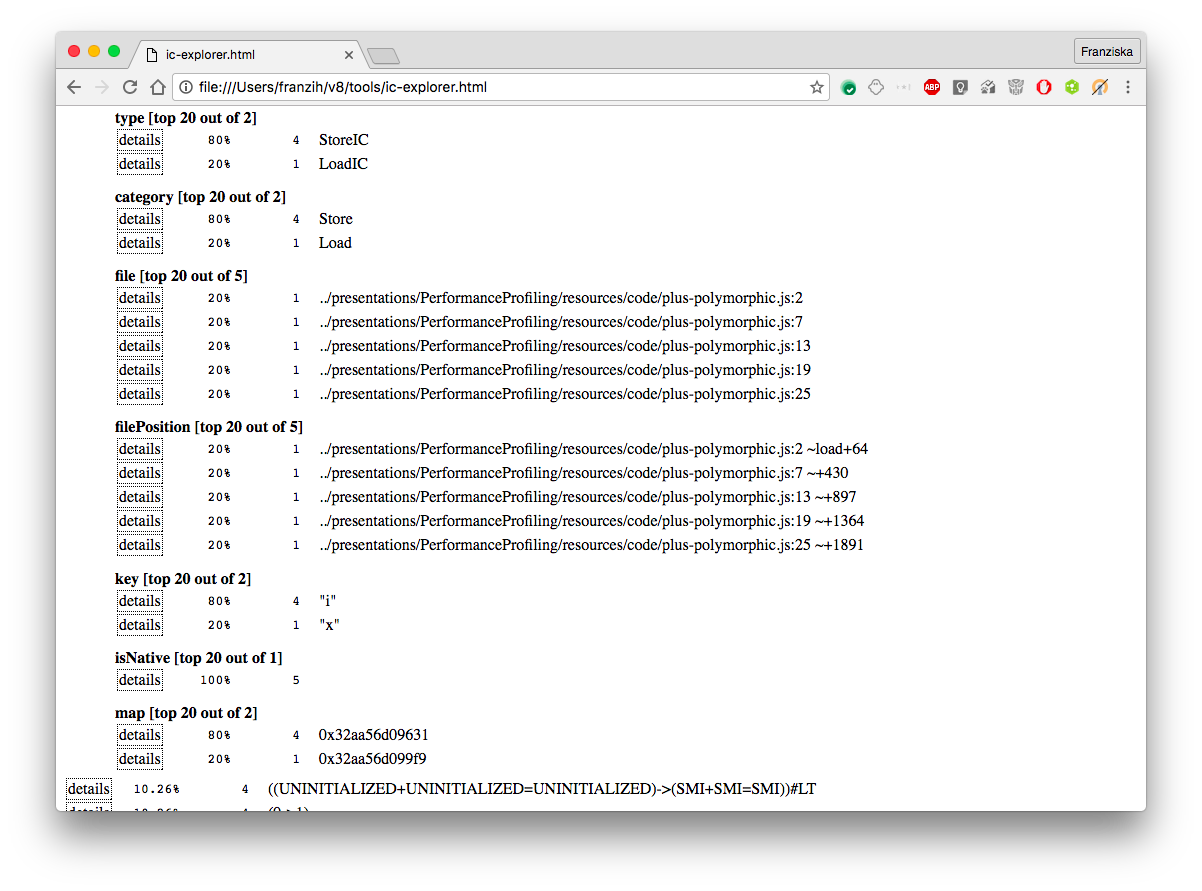 ic-explorer.html
Franziska
file:///Users/franzih/v8/tools/ic-explorer.html
ABP
type [top 20 out of 2]
details 80% 4 StoreIC
details 20% 1 LoadIC
category [top 20 out of 2]
details 80% 4 Store
details 20% 1 Load
file [top 20 out of 5]
details 20% 1 ../presentations/PerformanceProfiling/resources/code/plus-polymorphic.js:2
details 20% 1 ../presentations/PerformanceProfiling/resources/code/plus-polymorphic.js:7
details 20% 1 ../presentations/PerformanceProfiling/resources/code/plus-polymorphic.js:13
details 20% 1 ../presentations/PerformanceProfiling/resources/code/plus-polymorphic.js:19
details 20% 1 ../presentations/PerformanceProfiling/resources/code/plus-polymorphic.js:25
filePosition [top 20 out of 5]
details 20% 1 ../presentations/PerformanceProfiling/resources/code/plus-polymorphic.js:2 ~load+64
details 20% 1 ../presentations/PerformanceProfiling/resources/code/plus-polymorphic.js:7 ~+430
details 20% 1 ../presentations/PerformanceProfiling/resources/code/plus-polymorphic.js:13 ~+897
details 20% 1 ../presentations/PerformanceProfiling/resources/code/plus-polymorphic.js:19 ~+1364
details 20% 1 ../presentations/PerformanceProfiling/resources/code/plus-polymorphic.js:25 ~+1891
key [top 20 out of 2]
details 80% 4 "i"
details 20% 1 "x"
isNative [top 20 out of 1]
details 100% 5
map [top 20 out of 2]
details 80% 4 0x32aa56d09631
details 20% 1 0x32aa56d099f9
details 10.26% 4 ((UNINITIALIZED+UNINITIALIZED=UNINITIALIZED)->(SMI+SMI=SMI))#LT